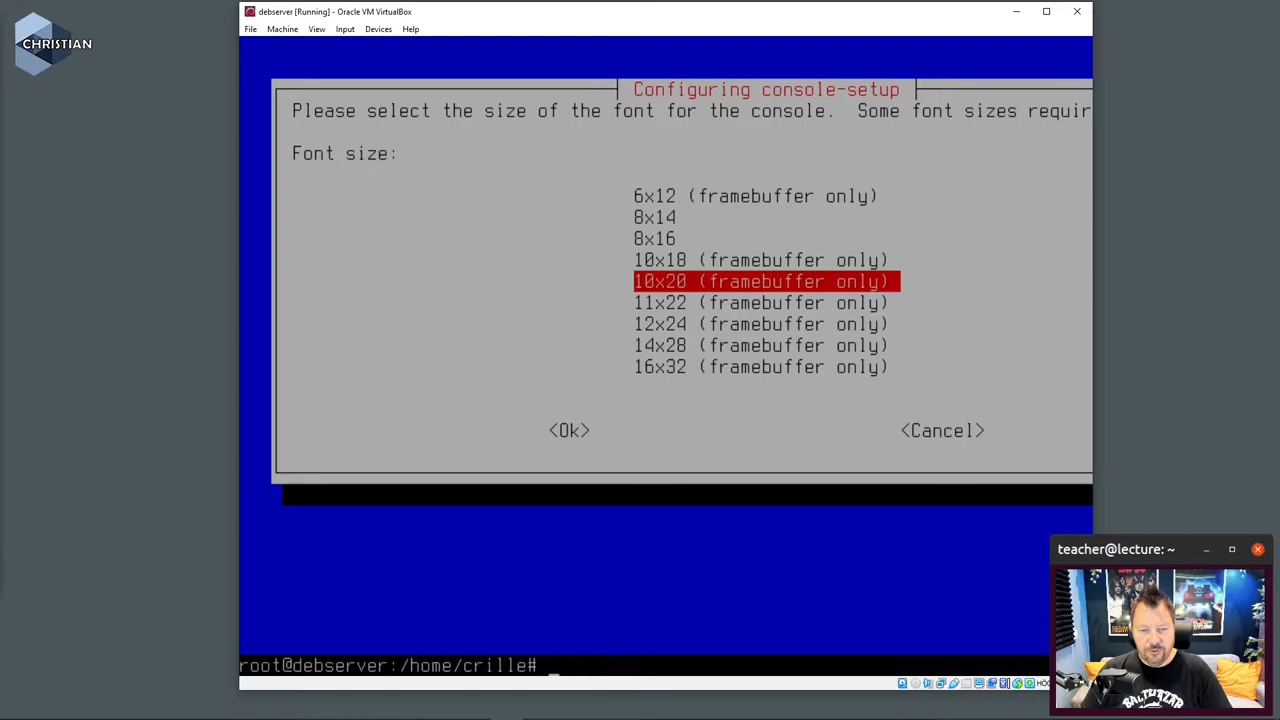 debserver [Running] - Oracle VM VirtualBox
CHRISTIAN
File Machine View Input Devices Help
Configuring console-setup
Please select the size of the font for the console. Some font sizes requir
Font size:
6x12 (framebuffer only)
8x14
8x16
10x18 (framebuffer only)
10x20 (framebuffer only)
11x22 (framebuffer only)
12x24 (framebuffer only)
14x28 (framebuffer only)
16x32 (framebuffer only)
<Ok> <Cancel>
teacher@lecture: ~
root@debserver:/home/crille#